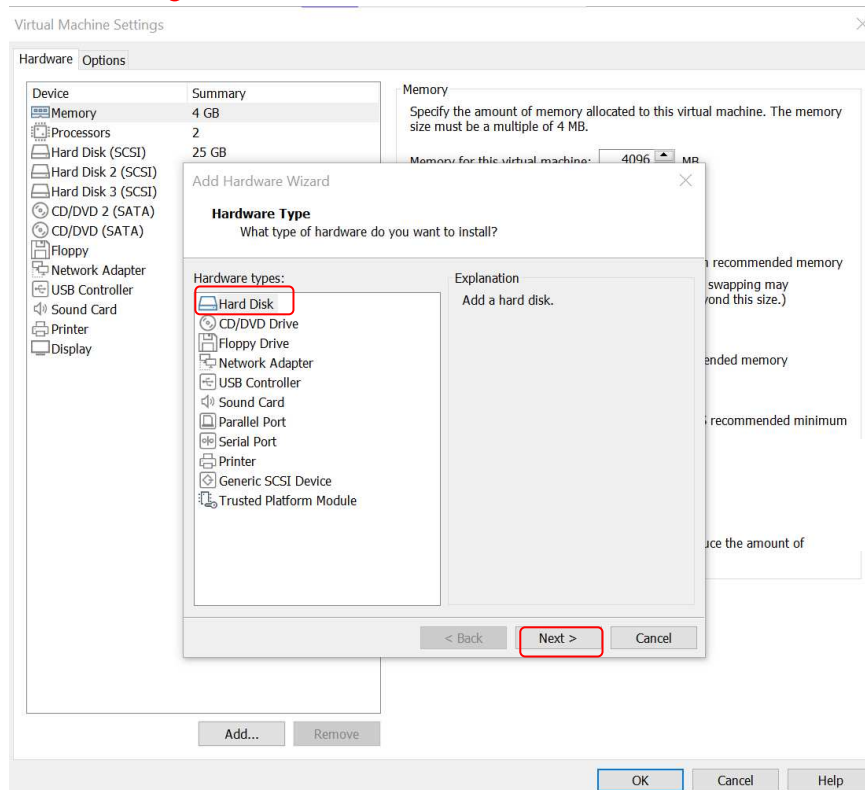 Virtual Machine Settings
Hardware Options
Device Summary
Memory 4 GB
Processors 2
Hard Disk (SCSI) 25 GB
Hard Disk 2 (SCSI)
Hard Disk 3 (SCSI)
CD/DVD 2 (SATA)
CD/DVD (SATA)
Floppy
Network Adapter
USB Controller
Sound Card
Printer
Display
Add... Remove
Memory
Specify the amount of memory allocated to this virtual machine. The memory
size must be a multiple of 4 MB.
Memory for this virtual machine: 4096 MB
recommended memory
swapping may
yond this size.)
ended memory
recommended minimum
uce the amount of
Add Hardware Wizard
Hardware Type
What type of hardware do you want to install?
Hardware types:
Hard Disk
CD/DVD Drive
Floppy Drive
Network Adapter
USB Controller
Sound Card
Parallel Port
Serial Port
Printer
Generic SCSI Device
Trusted Platform Module
Explanation
Add a hard disk.
< Back Next > Cancel
OK Cancel Help